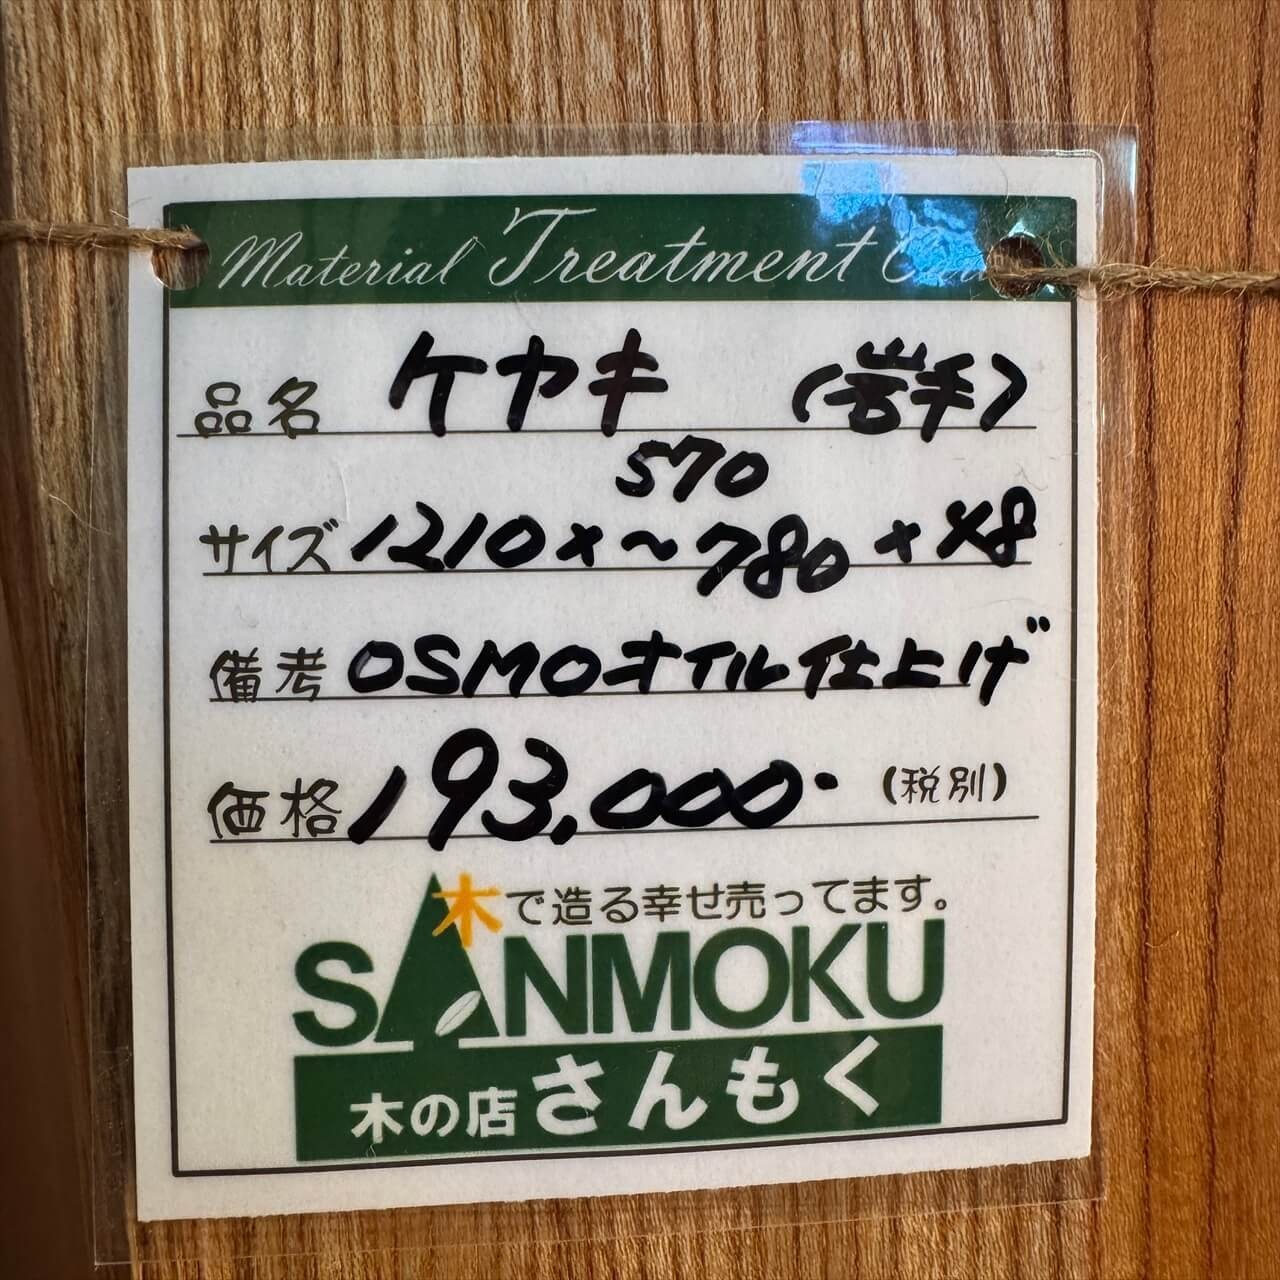 Material Treatment Card
品名 ケヤキ (岩手)
570
サイズ 1210×~780×48
備考 OSMOオイル仕上げ
価格 193,000. (税別)
木で造る幸せ売ってます。
SANMOKU
木の店 さんもく